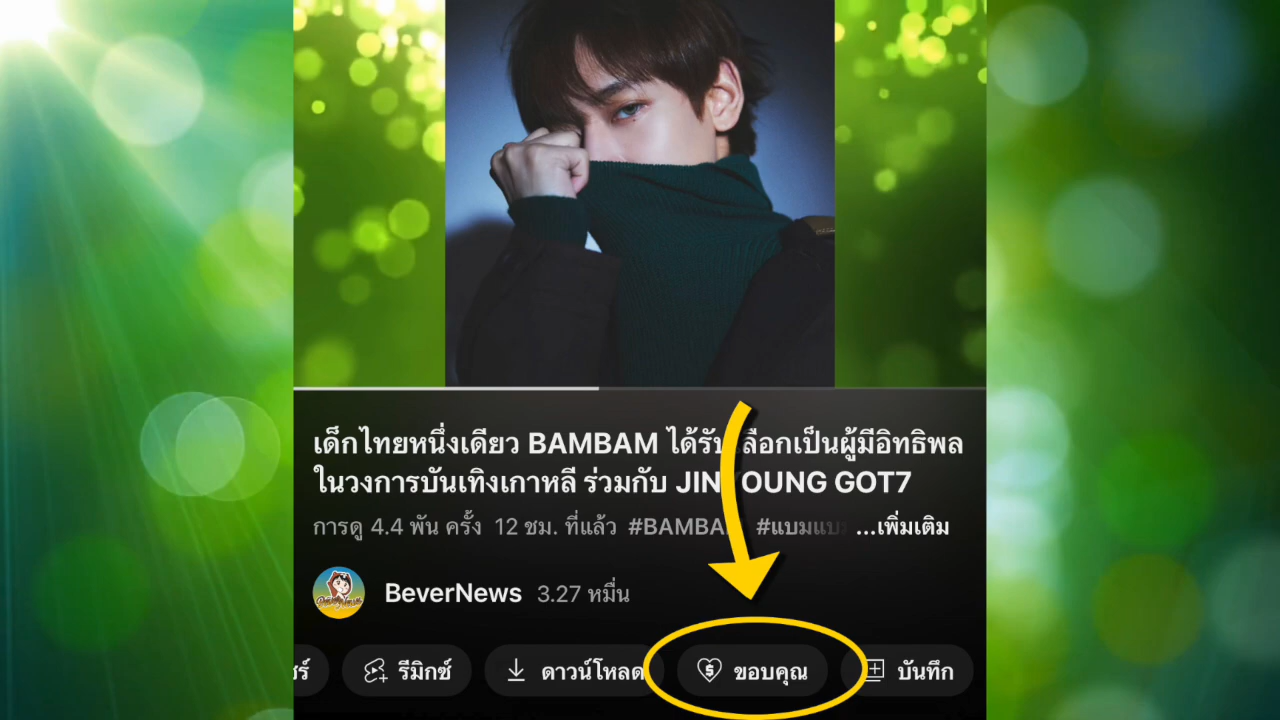 เด็กไทยหนึ่งเดียว BAMBAM ได้รับเลือกเป็นผู้มีอิทธิพล
ในวงการบันเทิงเกาหลี ร่วมกับ JINYOUNG GOT7
การดู 4.4 พัน ครั้ง 12 ชม. ที่แล้ว #BAMBAM #แบมแบม ...เพิ่มเติม
BeverNews 3.27 หมื่น
รีมิกซ์ ดาวน์โหลด ขอบคุณ บันทึก